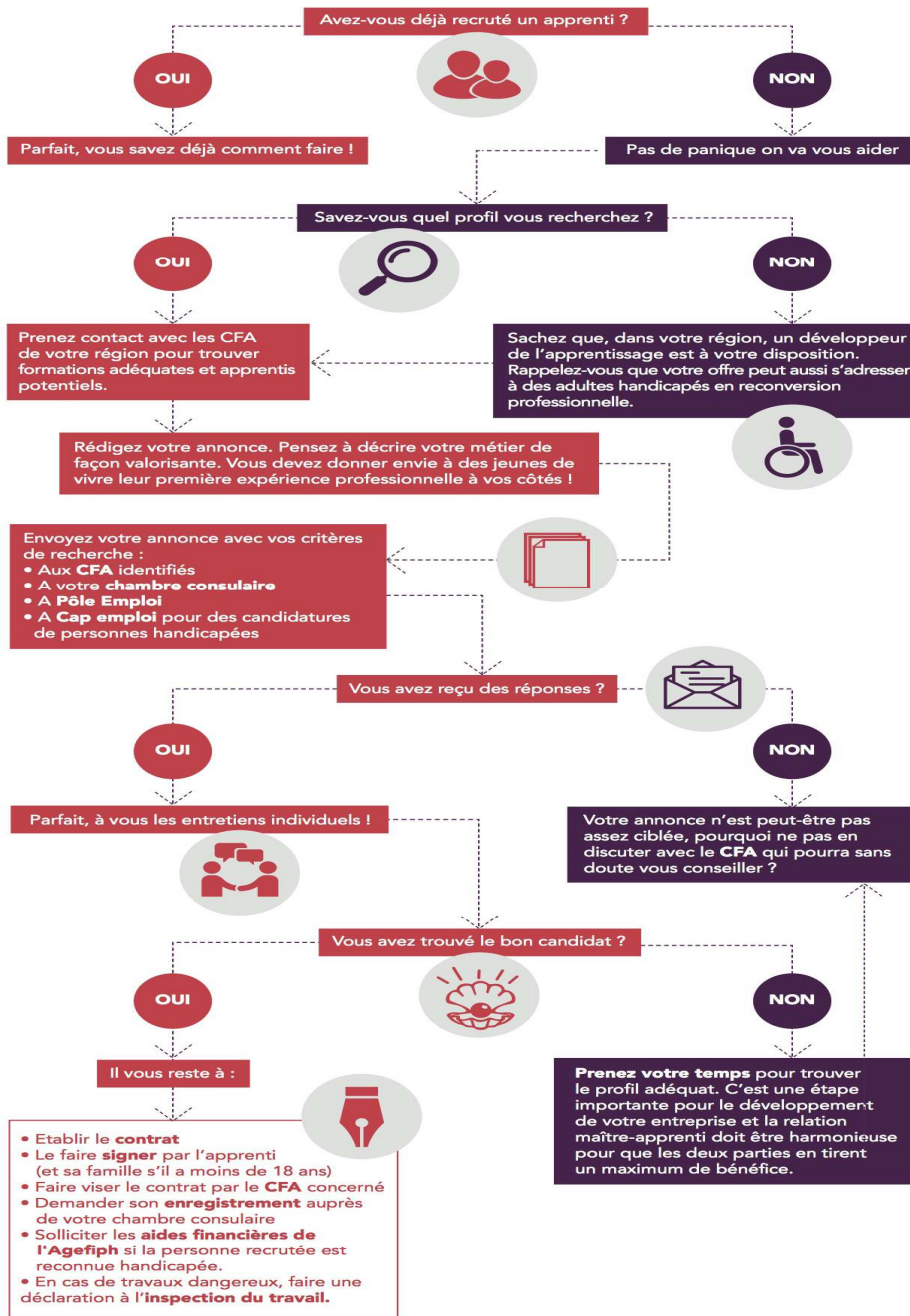 Avez-vous déjà recruté un apprenti ?
OUI
NON
Parfait, vous savez déjà comment faire !
Pas de panique on va vous aider
Savez-vous quel profil vous recherchez ?
OUI
NON
Prenez contact avec les CFA
de votre région pour trouver
formations adéquates et apprentis
potentiels.
Sachez que, dans votre région, un développeur
de l'apprentissage est à votre disposition.
Rappelez-vous que votre offre peut aussi s'adresser
à des adultes handicapés en reconversion
professionnelle.
Rédigez votre annonce. Pensez à décrire votre métier de
façon valorisante. Vous devez donner envie à des jeunes de
vivre leur première expérience professionnelle à vos côtés !
Envoyez votre annonce avec vos critères
de recherche :
• Aux CFA identifiés
• A votre chambre consulaire
• A Pôle Emploi
• A Cap emploi pour des candidatures
de personnes handicapées
Vous avez reçu des réponses ?
OUI
NON
Parfait, à vous les entretiens individuels !
Votre annonce n'est peut-être pas
assez ciblée, pourquoi ne pas en
discuter avec le CFA qui pourra sans
doute vous conseiller ?
Vous avez trouvé le bon candidat ?
OUI
NON
Il vous reste à :
Prenez votre temps pour trouver
le profil adéquat. C'est une étape
importante pour le développement
de votre entreprise et la relation
maître-apprenti doit être harmonieuse
pour que les deux parties en tirent
un maximum de bénéfice.
• Etablir le contrat
• Le faire signer par l'apprenti
(et sa famille s'il a moins de 18 ans)
• Faire viser le contrat par le CFA concerné
• Demander son enregistrement auprès
de votre chambre consulaire
• Solliciter les aides financières de
l'Agefiph si la personne recrutée est
reconnue handicapée.
• En cas de travaux dangereux, faire une
déclaration à l'inspection du travail.